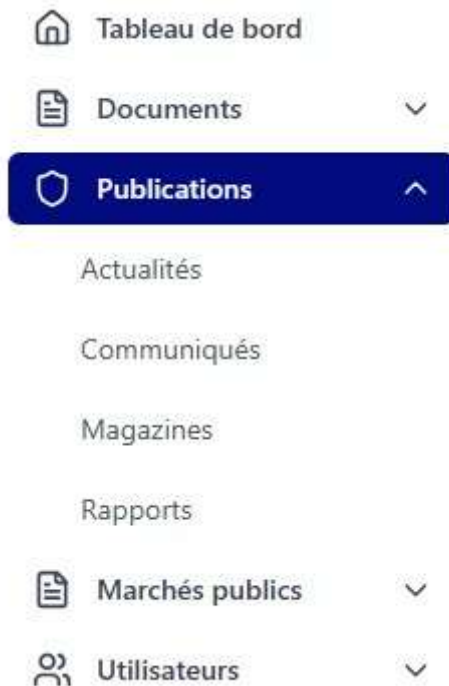 Tableau de bord
Documents
Publications
Actualités
Communiqués
Magazines
Rapports
Marchés publics
Utilisateurs